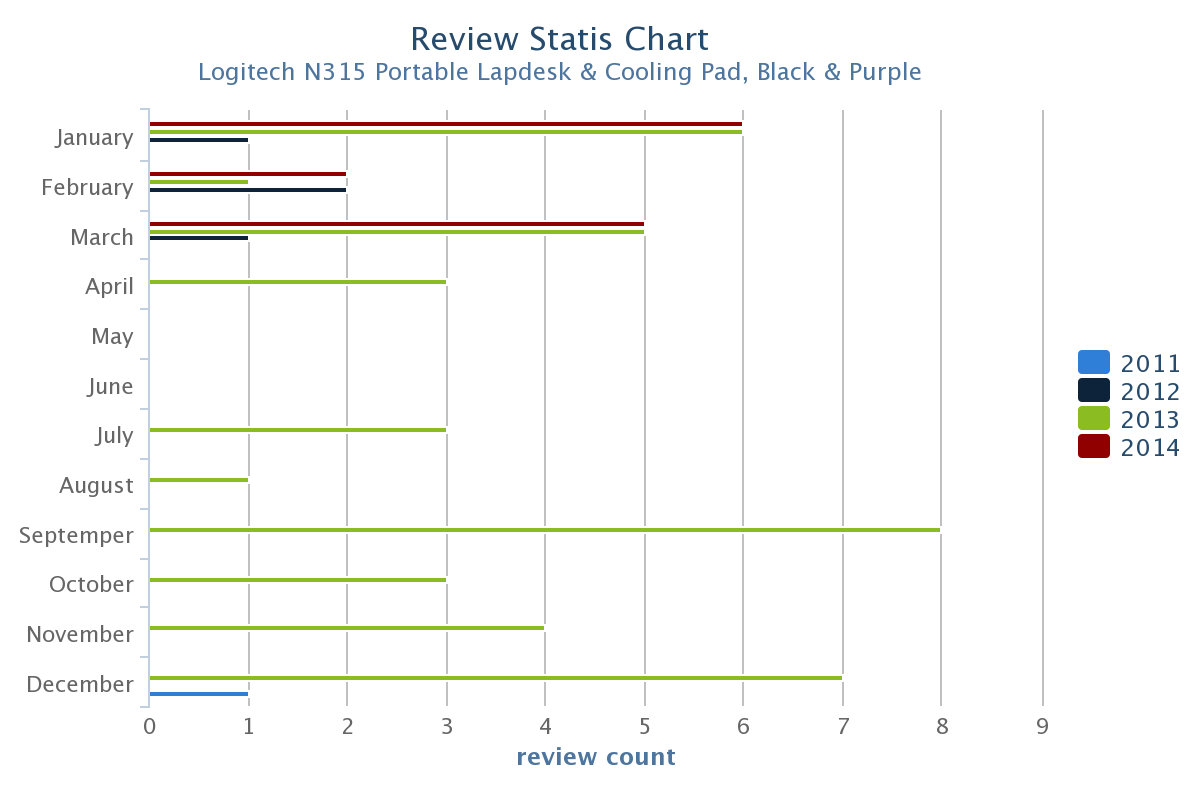 Review Statis Chart
Logitech N315 Portable Lapdesk & Cooling Pad, Black & Purple
January
February
March
April
May
June
July
August
Septemper
October
November
December
0 1 2 3 4 5 6 7 8 9
review count
2011
2012
2013
2014